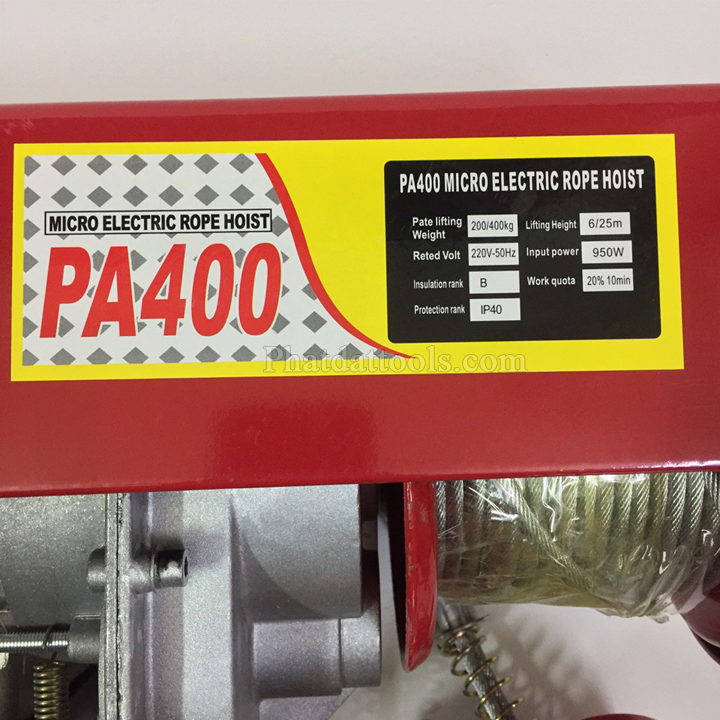 MICRO ELECTRIC ROPE HOIST
PA400
PA400 MICRO ELECTRIC ROPE HOIST
Pate lifting Weight 200/400kg
Lifting Height 6/25m
Reted Volt 220V-50Hz
Input power 950W
Insulation rank B
Work quota 20% 10min
Protection rank IP40
Phatdattools.com